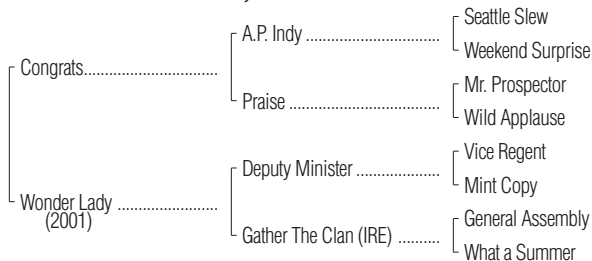 Seattle Slew
A.P. Indy ................................
Weekend Surprise
Congrats................................
Mr. Prospector
Praise ....................................
Wild Applause
Vice Regent
Deputy Minister ....................
Mint Copy
Wonder Lady ........................
(2001)
General Assembly
Gather The Clan (IRE) ..........
What a Summer